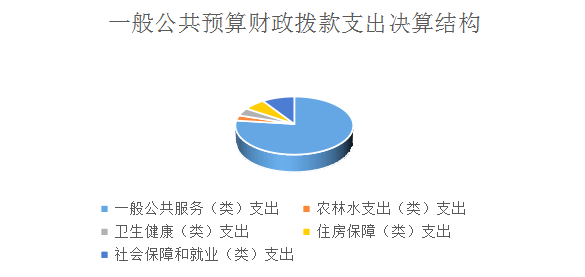 一般公共预算财政拨款支出决算结构
一般公共服务（类）支出 农林水支出（类）支出
卫生健康（类）支出 住房保障（类）支出
社会保障和就业（类）支出